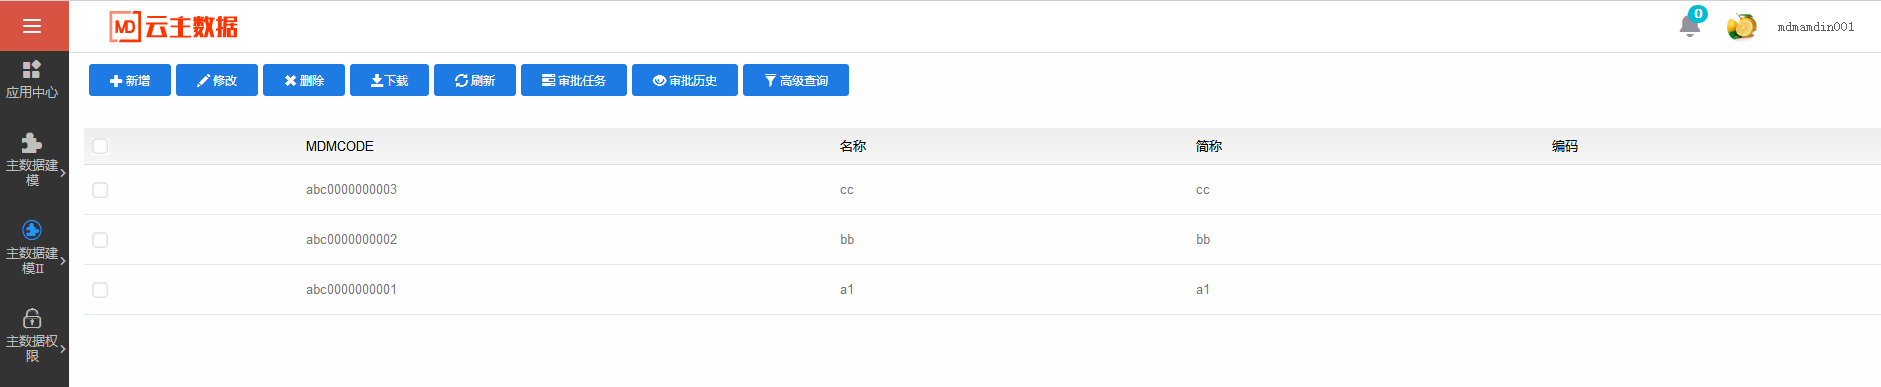 MD 云主数据
0
mdmamdin001
应用中心
主数据建
模
主数据建
模II
主数据权
限
新增 修改 删除 下载 刷新 审批任务 审批历史 高级查询
MDMCODE 名称 简称 编码
abc0000000003 cc cc
abc0000000002 bb bb
abc0000000001 a1 a1